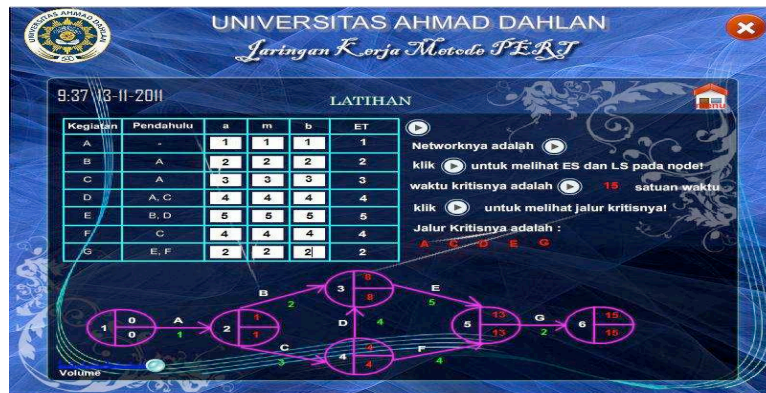 UNIVERSITAS AHMAD DAHLAN
UNIVERSITAS AHMAD DAHLAN
Jaringan Kerja Metode PERT
9:37 13-11-2011
LATIHAN
menu
Kegiatan Pendahulu a m b ET
A - 1 1 1 1
B A 2 2 2 2
C A 3 3 3 3
D A, C 4 4 4 4
E B, D 5 5 5 5
F C 4 4 4 4
G E, F 2 2 2 2
Networknya adalah
klik untuk melihat ES dan LS pada node!
waktu kritisnya adalah 15 satuan waktu
klik untuk melihat jalur kritisnya!
Jalur Kritisnya adalah :
A C D E G
3 8 8
B 2
E 5
1 0 0
A 1
2 1 1
D 4
5 13 13
G 2
6 15 15
C 3
4 4 4
F 4
Volume